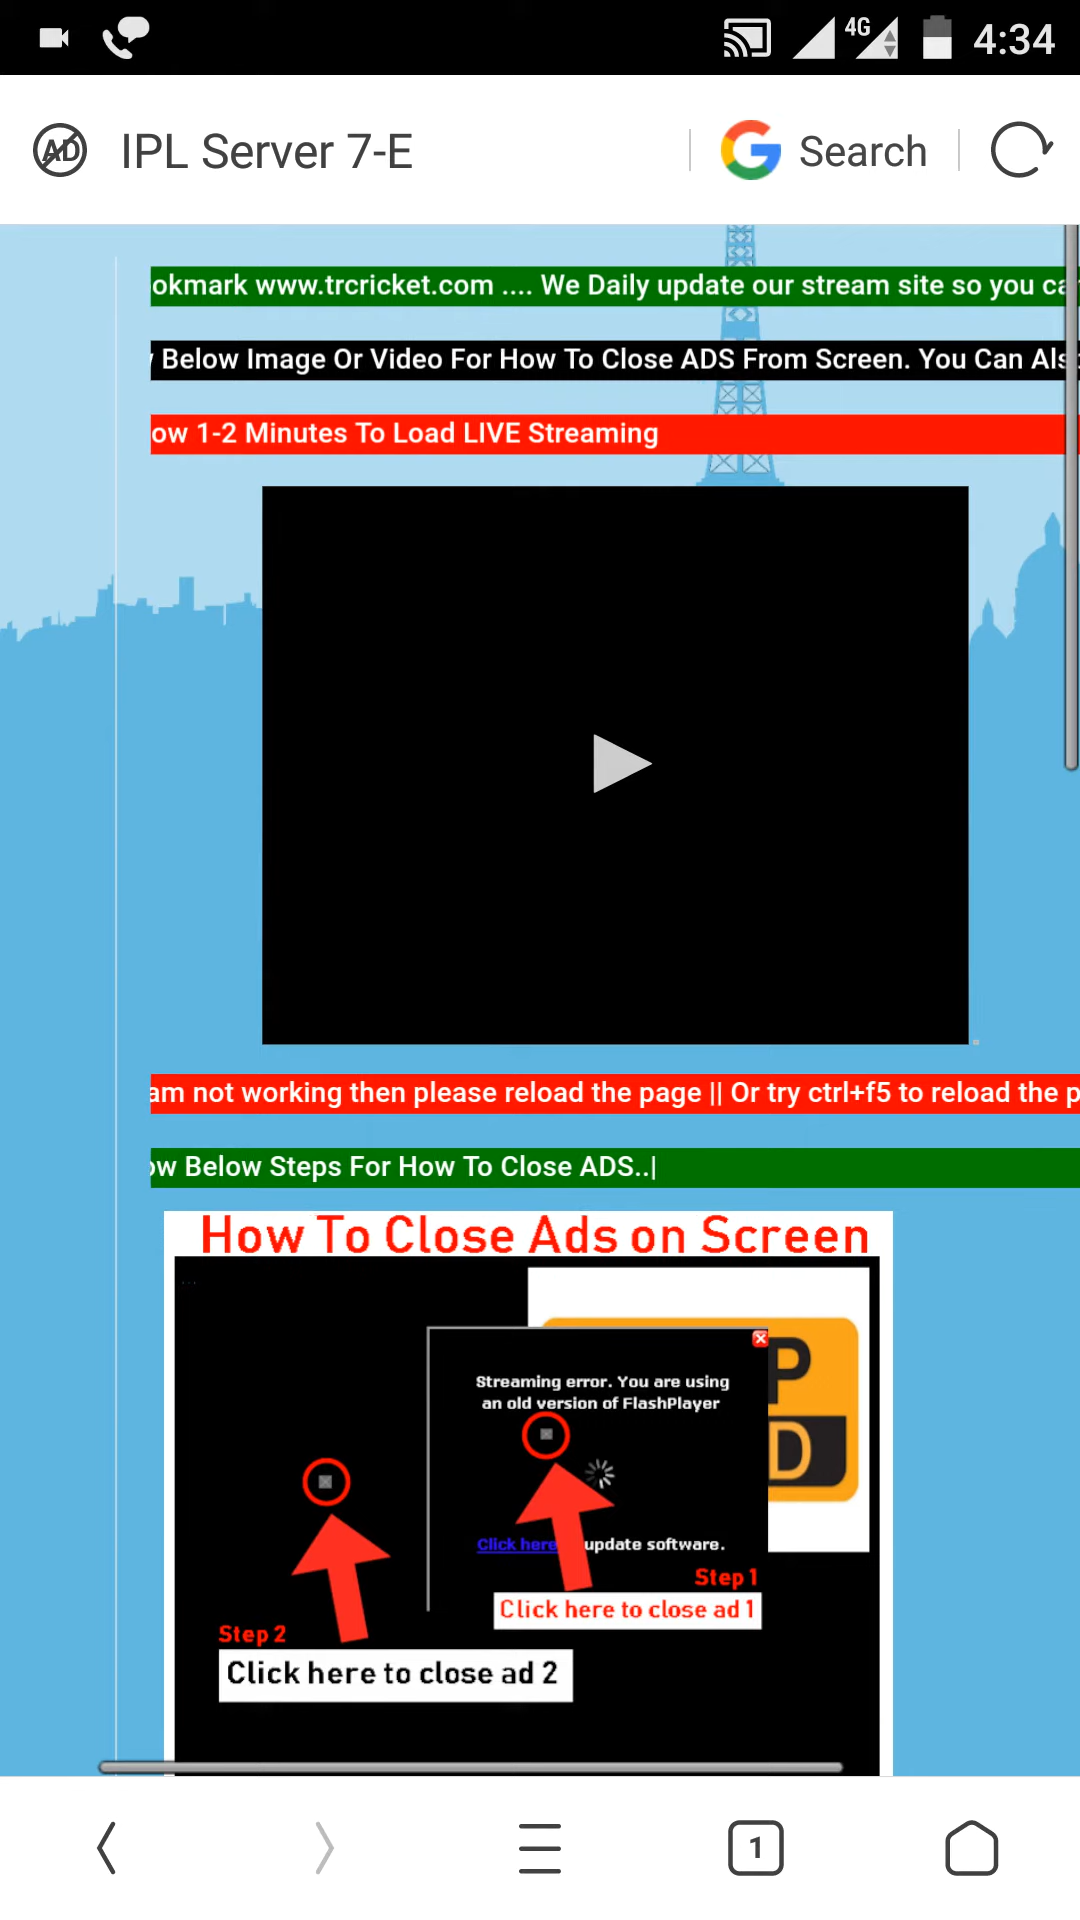 4G 4:34
AD IPL Server 7-E Search
okmark www.trcricket.com .... We Daily update our stream site so you ca
Below Image Or Video For How To Close ADS From Screen. You Can Als
ow 1-2 Minutes To Load LIVE Streaming
am not working then please reload the page || Or try ctrl+f5 to reload the p
ow Below Steps For How To Close ADS..|
How To Close Ads on Screen
...
P
D
Streaming error. You are using
an old version of FlashPlayer
Click here update software.
Step 1
Click here to close ad 1
Step 2
Click here to close ad 2
1